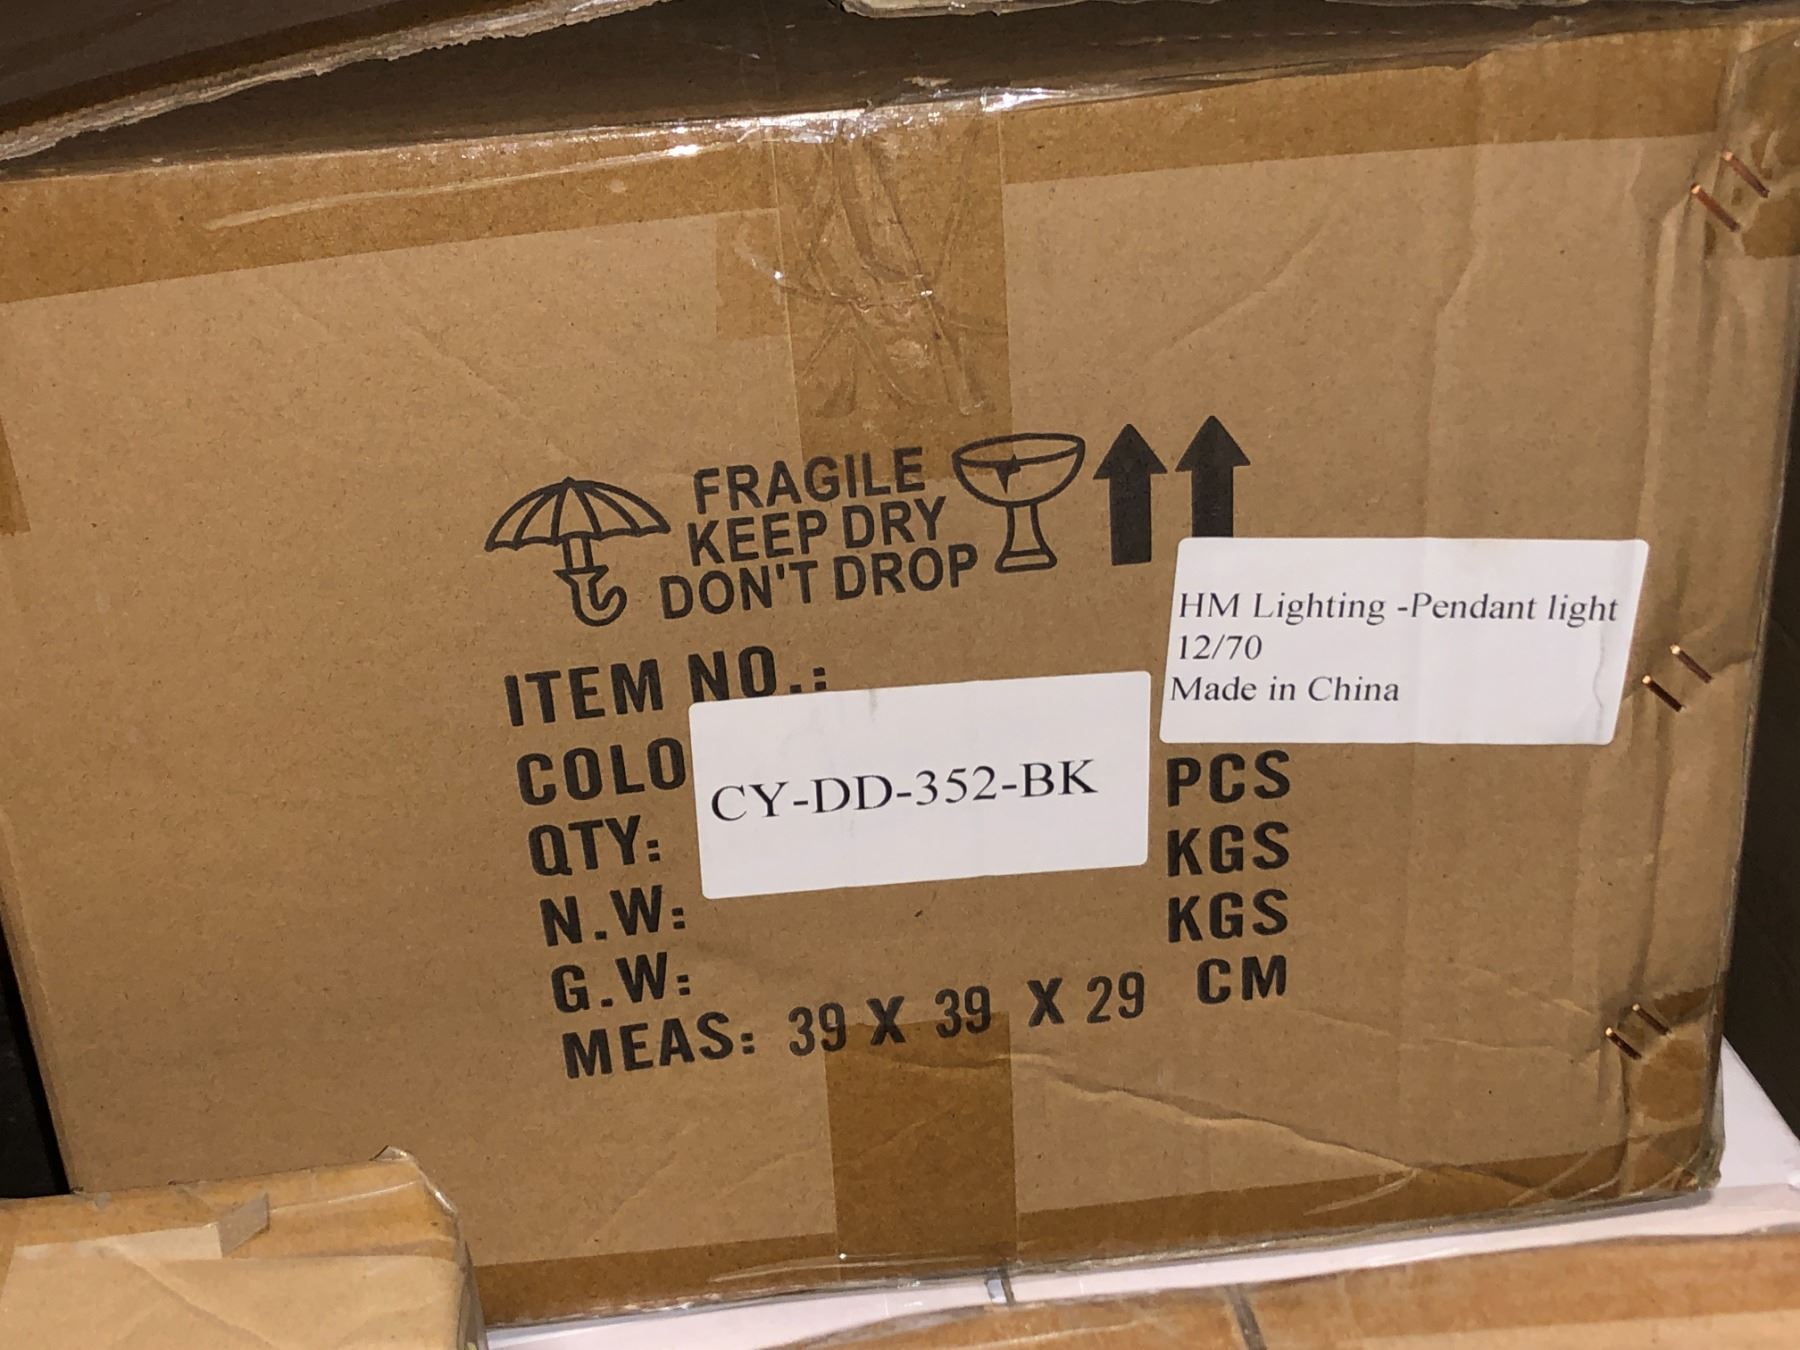 FRAGILE
KEEP DRY
DON'T DROP
HM Lighting -Pendant light
12/70
Made in China
ITEM NO.:
COLO
CY-DD-352-BK
QTY: PCS
N.W: KGS
G.W: KGS
MEAS: 39 X 39 X 29 CM